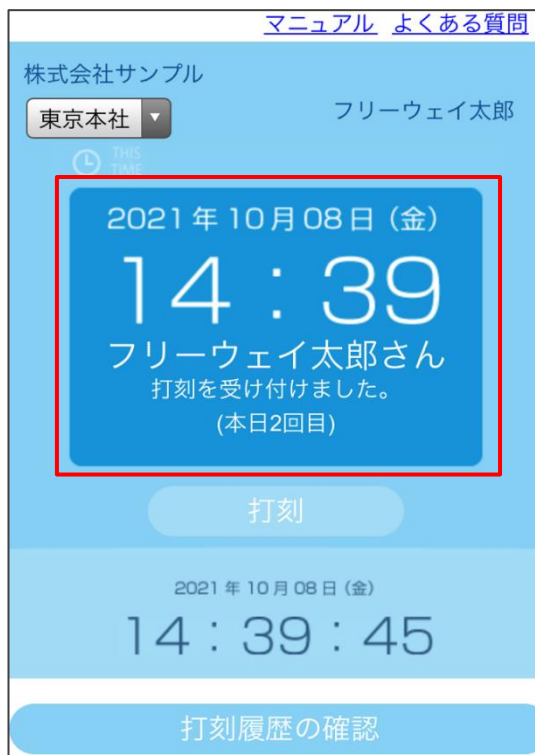 マニュアル よくある質問
株式会社サンプル
東京本社 ▼ フリーウェイ太郎
THIS
TIME
2021年10月08日（金）
14：39
フリーウェイ太郎さん
打刻を受け付けました。
(本日2回目)
打刻
2021年10月08日（金）
14：39：45
打刻履歴の確認